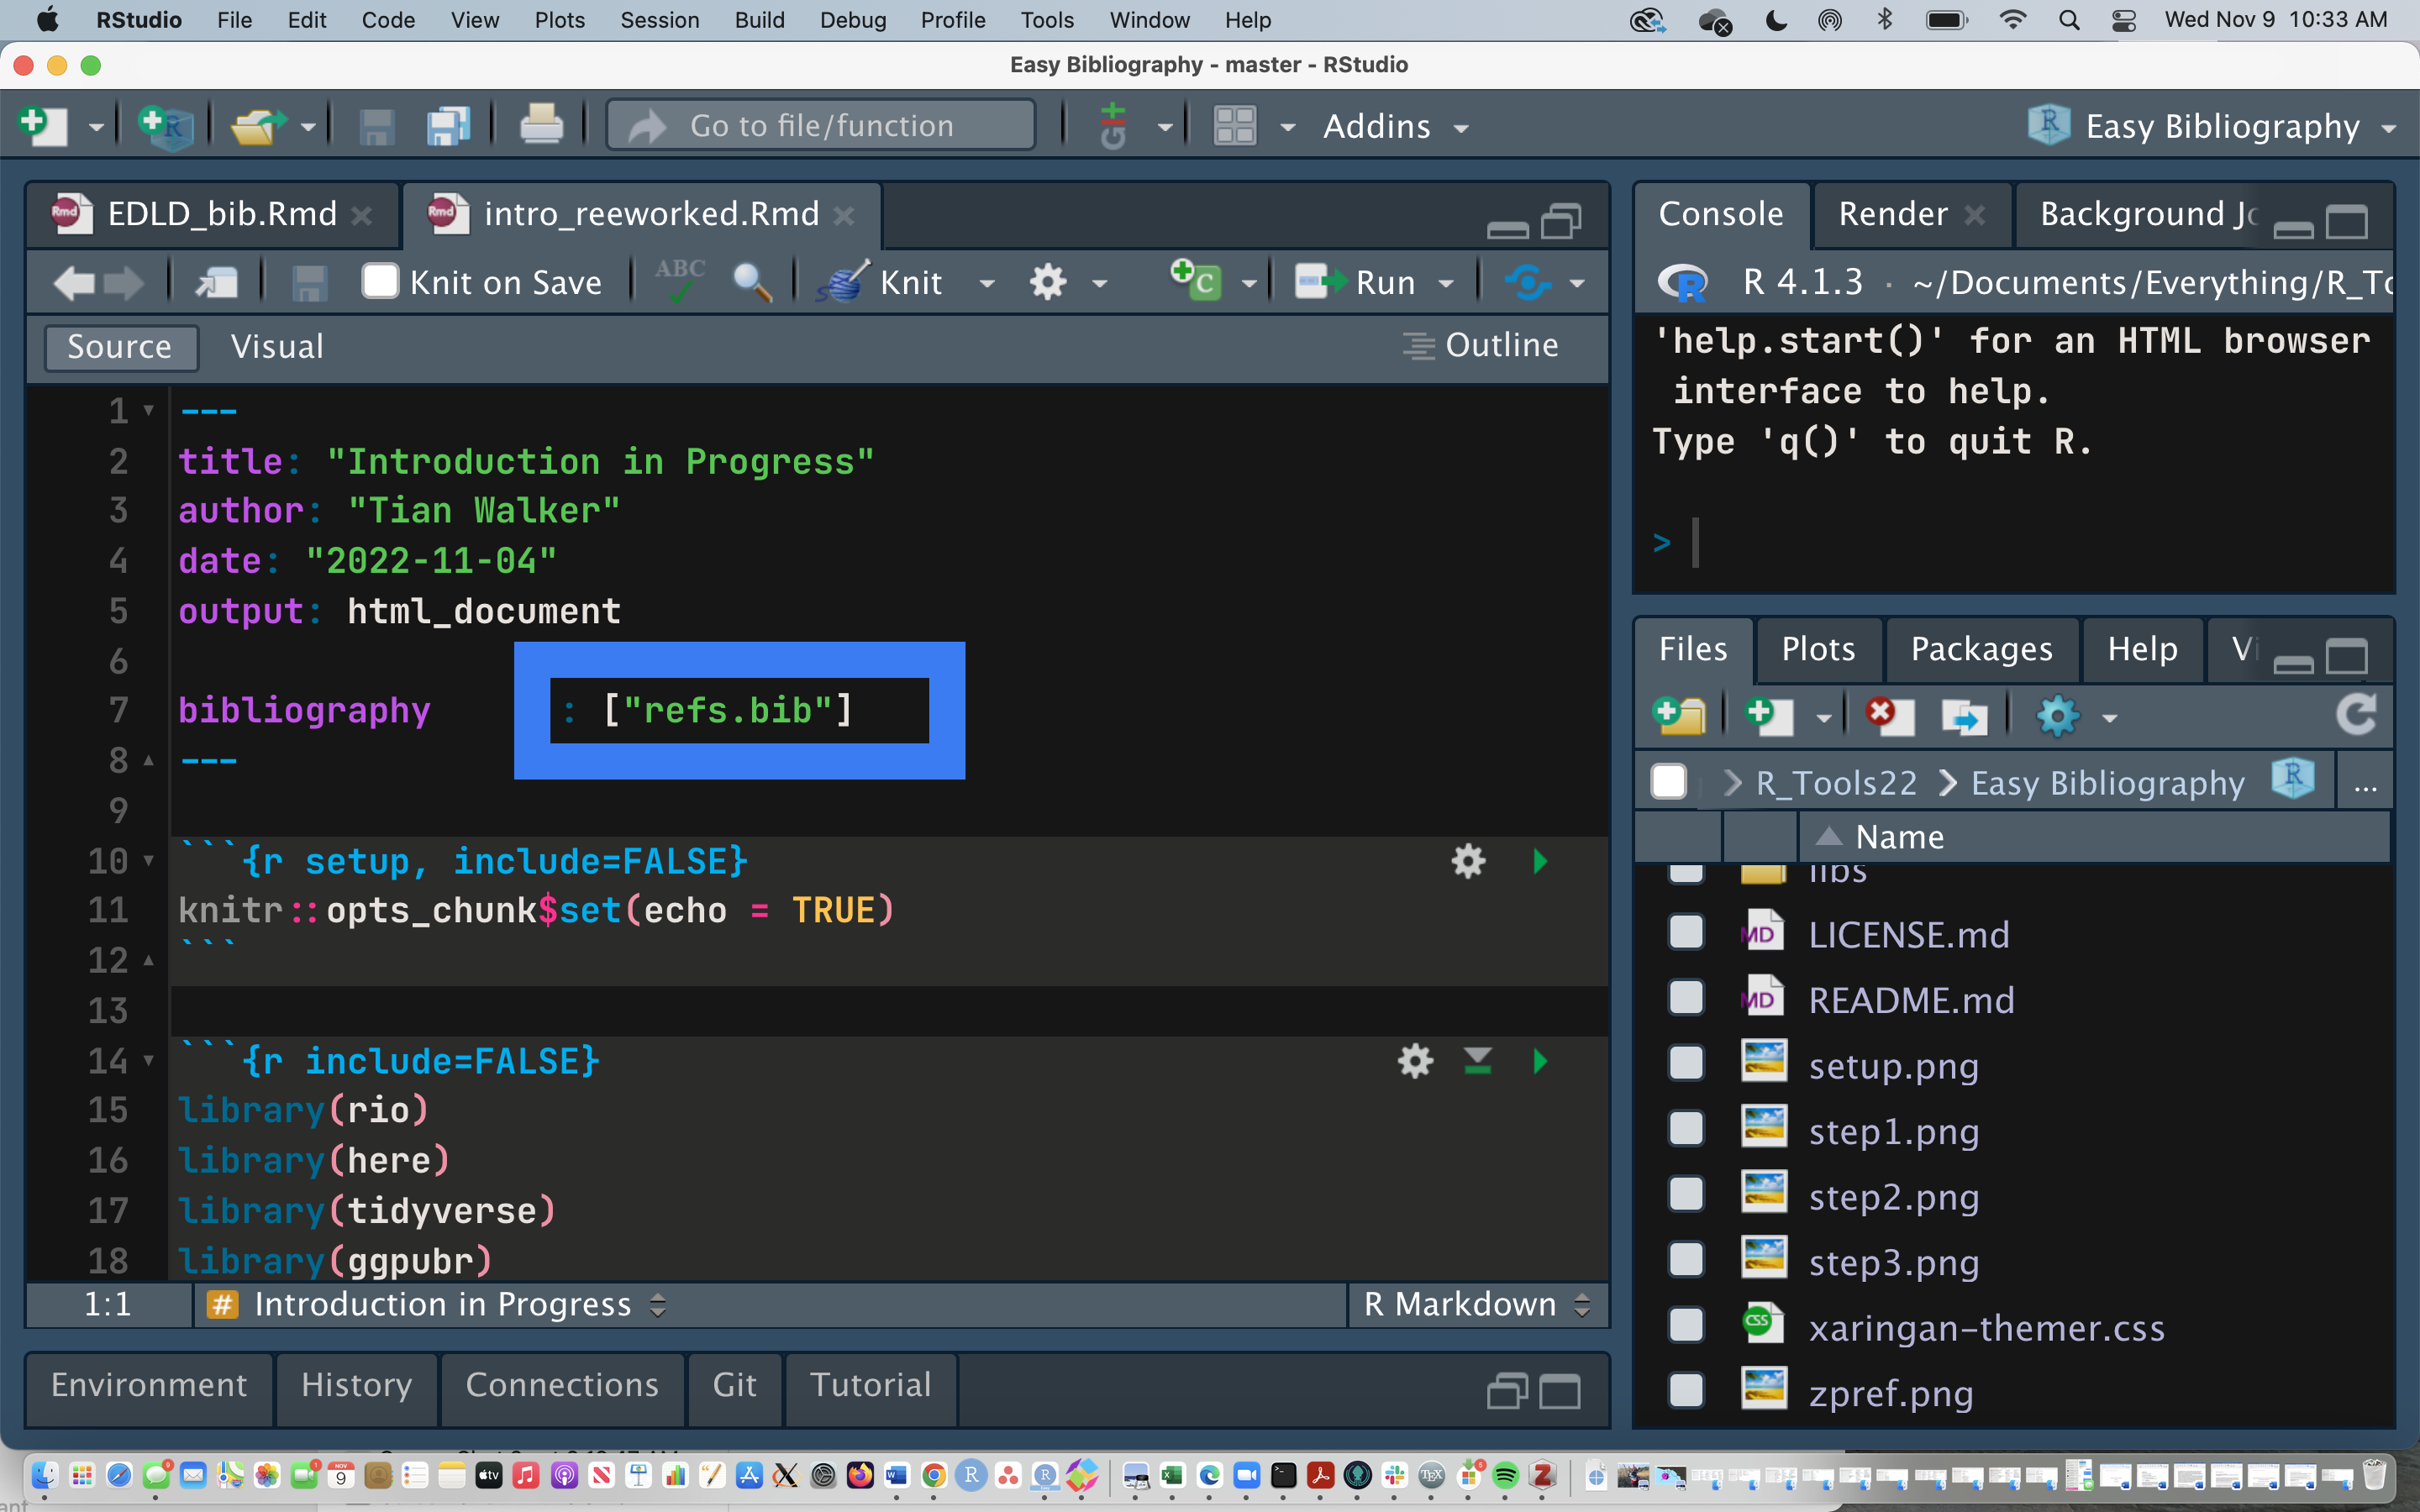 RStudio File Edit Code View Plots Session Build Debug Profile Tools Window Help Wed Nov 9 10:33 AM
Easy Bibliography - master - RStudio
Go to file/function Addins Easy Bibliography
EDLD_bib.Rmd intro_reeworked.Rmd
Knit on Save ABC Knit Run
Source Visual Outline
1 ---
2 title: "Introduction in Progress"
3 author: "Tian Walker"
4 date: "2022-11-04"
5 output: html_document
6
7 bibliography : ["refs.bib"]
8 ---
9
10 ```{r setup, include=FALSE}
11 knitr::opts_chunk$set(echo = TRUE)
12 ```
13
14 ```{r include=FALSE}
15 library(rio)
16 library(here)
17 library(tidyverse)
18 library(ggpubr)
1:1 # Introduction in Progress R Markdown
Environment History Connections Git Tutorial
Console Render Background
R 4.1.3 · ~/Documents/Everything/R_To
'help.start()' for an HTML browser
interface to help.
Type 'q()' to quit R.
>
Files Plots Packages Help Vi
R_Tools22 Easy Bibliography ...
Name
libs
MD LICENSE.md
MD README.md
setup.png
step1.png
step2.png
step3.png
CSS xaringan-themer.css
zpref.png